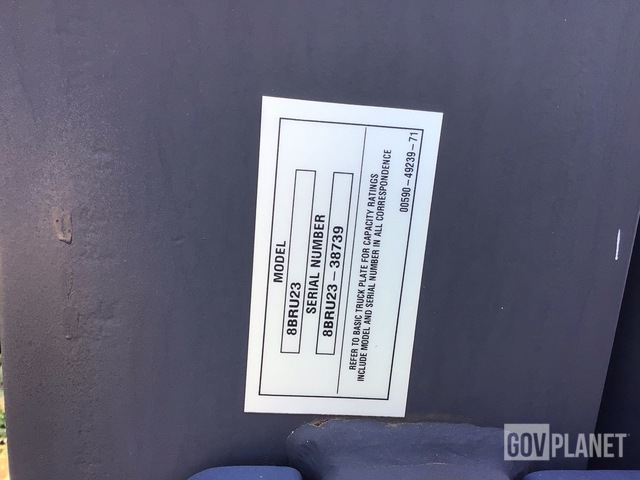 MODEL
8BRU23
SERIAL NUMBER
8BRU23-38739
REFER TO BASIC TRUCK PLATE FOR CAPACITY RATINGS
INCLUDE MODEL AND SERIAL NUMBER IN ALL CORRESPONDENCE
00590-49239-71
GOVPLANET